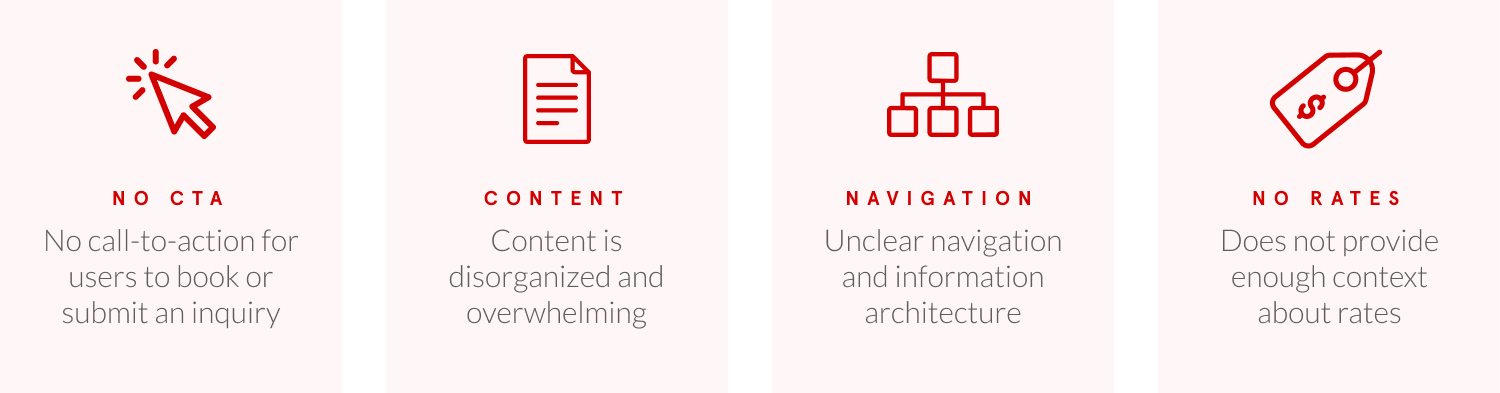 NO CTA
No call-to-action for
users to book or
submit an inquiry
CONTENT
Content is
disorganized and
overwhelming
NAVIGATION
Unclear navigation
and information
architecture
$
NO RATES
Does not provide
enough context
about rates